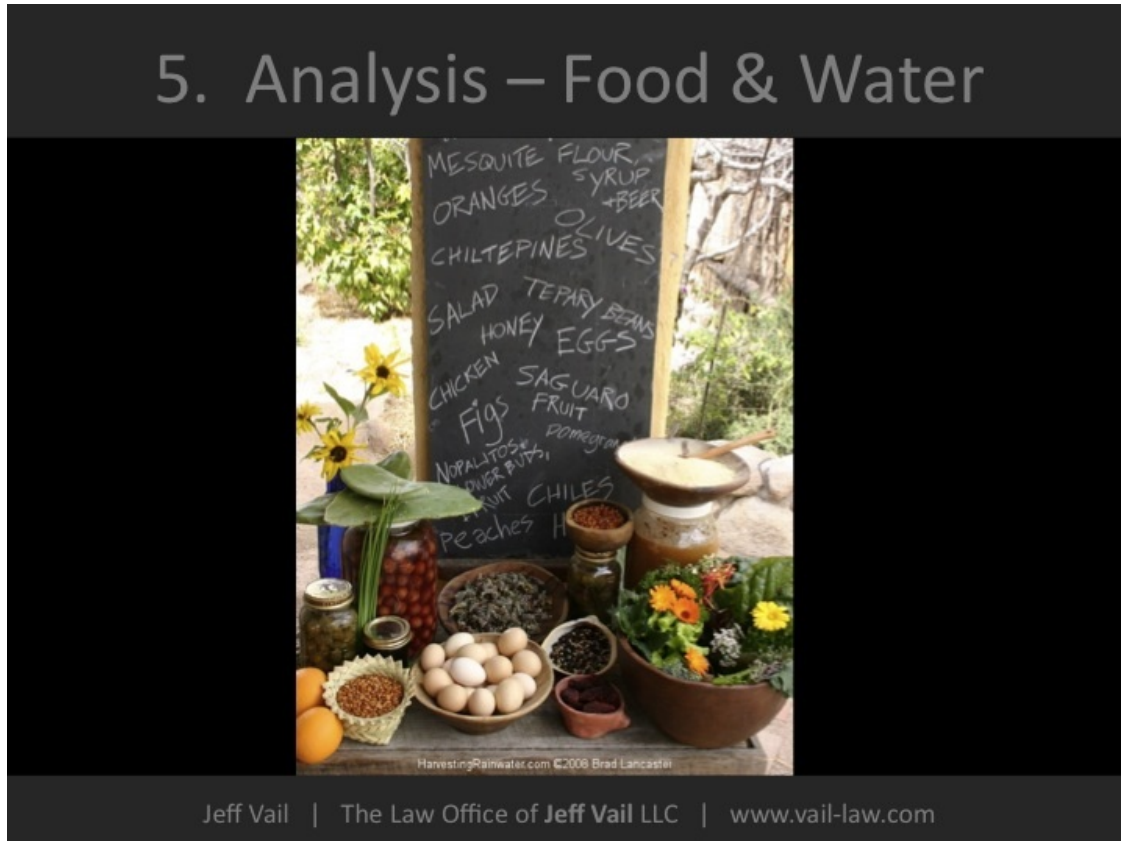 5. Analysis – Food & Water
MESQUITE FLOUR,
SYRUP
+BEER
ORANGES
OLIVES
CHILTEPINES
SALAD
TEPARY BEANS
HONEY
EGGS
CHICKEN
SAGUARO
FRUIT
Figs
NOPALITOS
BUDS,
CHILES
Peaches
HarvestingRainwater.com ©2008 Brad Lancaster
Jeff Vail | The Law Office of Jeff Vail LLC | www.vail-law.com